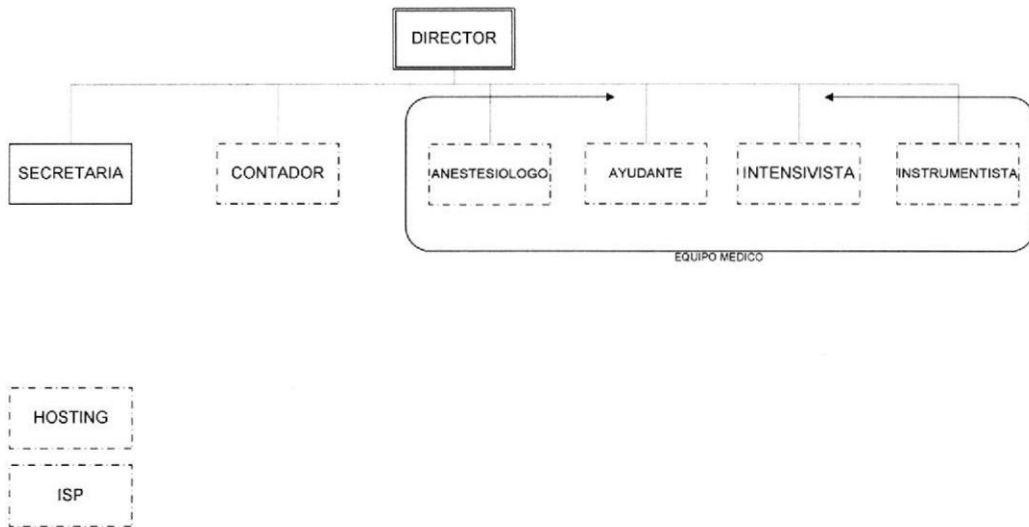 DIRECTOR
SECRETARIA
CONTADOR
ANESTESIOLOGO
AYUDANTE
INTENSIVISTA
INSTRUMENTISTA
EQUIPO MEDICO
HOSTING
ISP